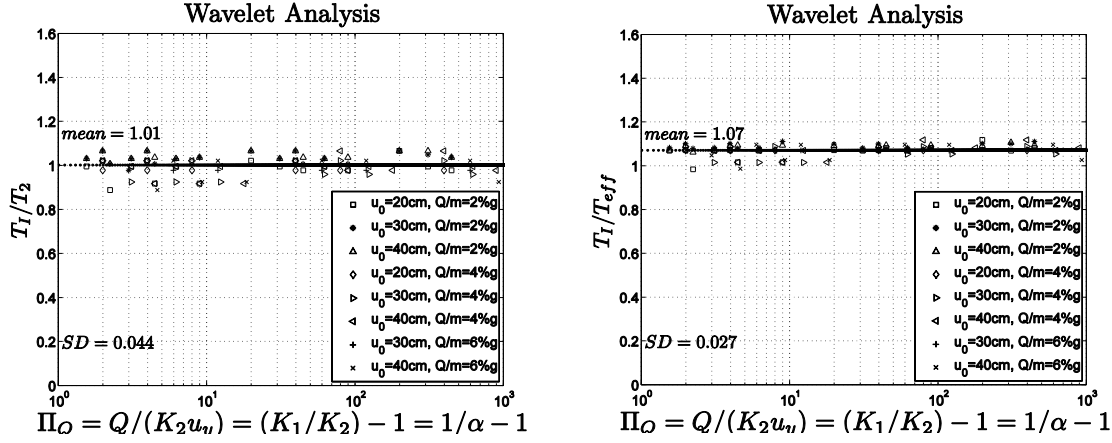 Wavelet Analysis
1.6
1.4
1.2
1
0.8
0.6
0.4
0.2
0
mean = 1.01
SD = 0.044
T_I/T_2
u_0=20cm, Q/m=2%g
u_0=30cm, Q/m=2%g
u_0=40cm, Q/m=2%g
u_0=20cm, Q/m=4%g
u_0=30cm, Q/m=4%g
u_0=40cm, Q/m=4%g
u_0=30cm, Q/m=6%g
u_0=40cm, Q/m=6%g
10^0 10^1 10^2 10^3
Π_Q = Q/(K_2u_y) = (K_1/K_2) − 1 = 1/α − 1
Wavelet Analysis
1.6
1.4
1.2
1
0.8
0.6
0.4
0.2
0
mean = 1.07
SD = 0.027
T_I/T_eff
u_0=20cm, Q/m=2%g
u_0=30cm, Q/m=2%g
u_0=40cm, Q/m=2%g
u_0=20cm, Q/m=4%g
u_0=30cm, Q/m=4%g
u_0=40cm, Q/m=4%g
u_0=30cm, Q/m=6%g
u_0=40cm, Q/m=6%g
10^0 10^1 10^2 10^3
Π_Q = Q/(K_2u_y) = (K_1/K_2) − 1 = 1/α − 1